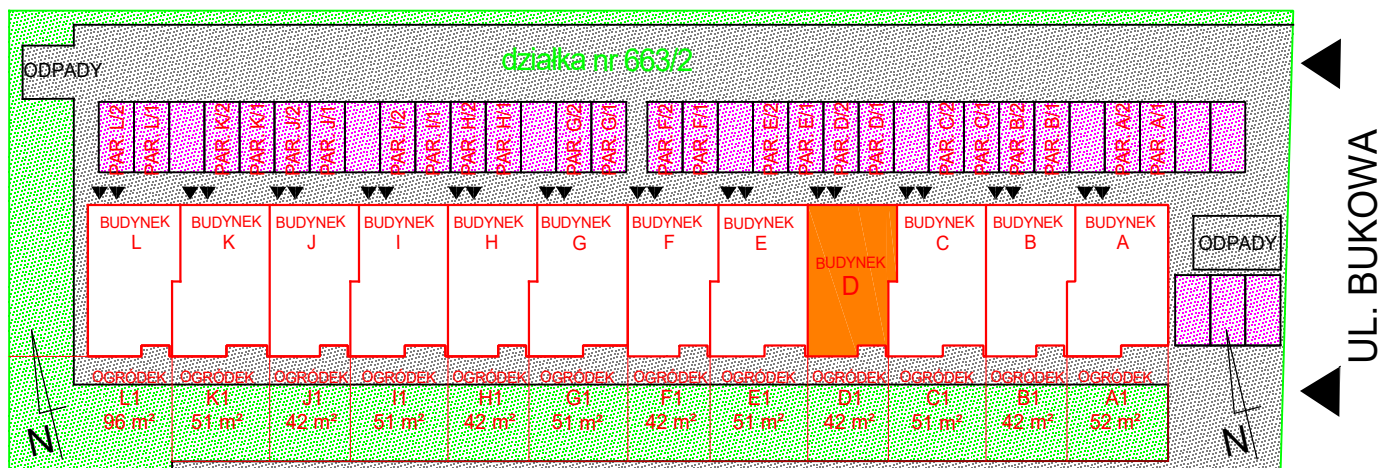 działka nr 663/2
ODPADY
PAR. L/2
PAR. L/1
PAR. K/2
PAR. K/1
PAR. J/2
PAR. J/1
PAR. I/2
PAR. I/1
PAR. H/2
PAR. H/1
PAR. G/2
PAR. G/1
PAR. F/2
PAR. F/1
PAR. E/2
PAR. E/1
PAR. D/2
PAR. D/1
PAR. C/2
PAR. C/1
PAR. B/2
PAR. B/1
PAR. A/2
PAR. A/1
BUDYNEK
L
BUDYNEK
K
BUDYNEK
J
BUDYNEK
I
BUDYNEK
H
BUDYNEK
G
BUDYNEK
F
BUDYNEK
E
BUDYNEK
D
BUDYNEK
C
BUDYNEK
B
BUDYNEK
A
ODPADY
UL. BUKOWA
OGRÓDEK
L1
96 m²
OGRÓDEK
K1
51 m²
OGRÓDEK
J1
42 m²
OGRÓDEK
I1
51 m²
OGRÓDEK
H1
42 m²
OGRÓDEK
G1
51 m²
OGRÓDEK
F1
42 m²
OGRÓDEK
E1
51 m²
OGRÓDEK
D1
42 m²
OGRÓDEK
C1
51 m²
OGRÓDEK
B1
42 m²
OGRÓDEK
A1
52 m²
N
N